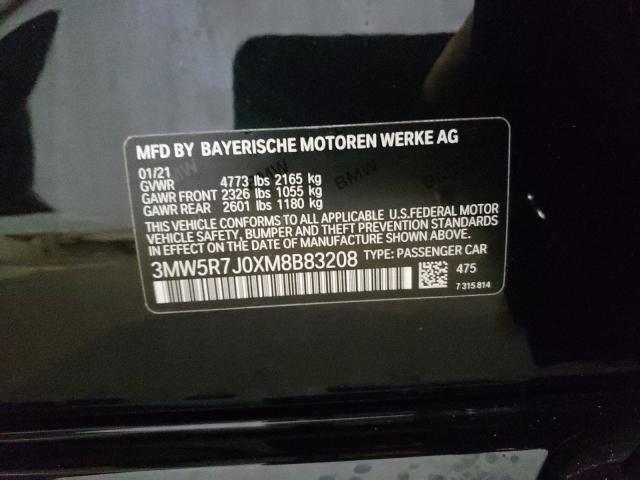 MFD BY BAYERISCHE MOTOREN WERKE AG
01/21
GVWR 4773 lbs 2165 kg
GAWR FRONT 2326 lbs 1055 kg
GAWR REAR 2601 lbs 1180 kg
THIS VEHICLE CONFORMS TO ALL APPLICABLE U.S.FEDERAL MOTOR
VEHICLE SAFETY, BUMPER AND THEFT PREVENTION STANDARDS
IN EFFECT ON THE DATE OF MANUFACTURE SHOWN ABOVE.
3MW5R7J0XM8B83208 TYPE: PASSENGER CAR
475
7 315 814
BMW
BMW
BMW